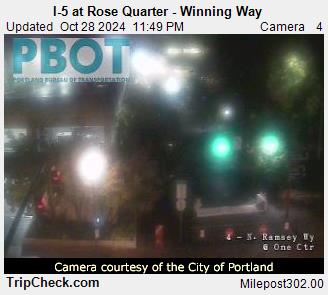 I-5 at Rose Quarter - Winning Way
Updated Oct 28 2024 11:49 PM Camera 4
PBOT
PORTLAND BUREAU OF TRANSPORTATION
4 - N. Ramsey Wy
@ One Ctr
Camera courtesy of the City of Portland
TripCheck.com Milepost302.00